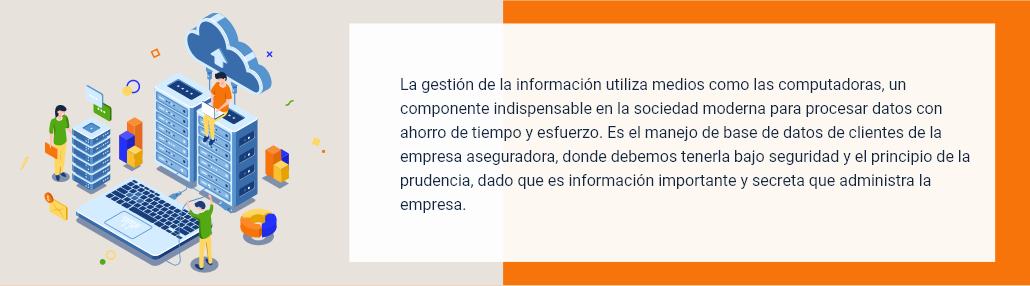 La gestión de la información utiliza medios como las computadoras, un
componente indispensable en la sociedad moderna para procesar datos con
ahorro de tiempo y esfuerzo. Es el manejo de base de datos de clientes de la
empresa aseguradora, donde debemos tenerla bajo seguridad y el principio de la
prudencia, dado que es información importante y secreta que administra la
empresa.